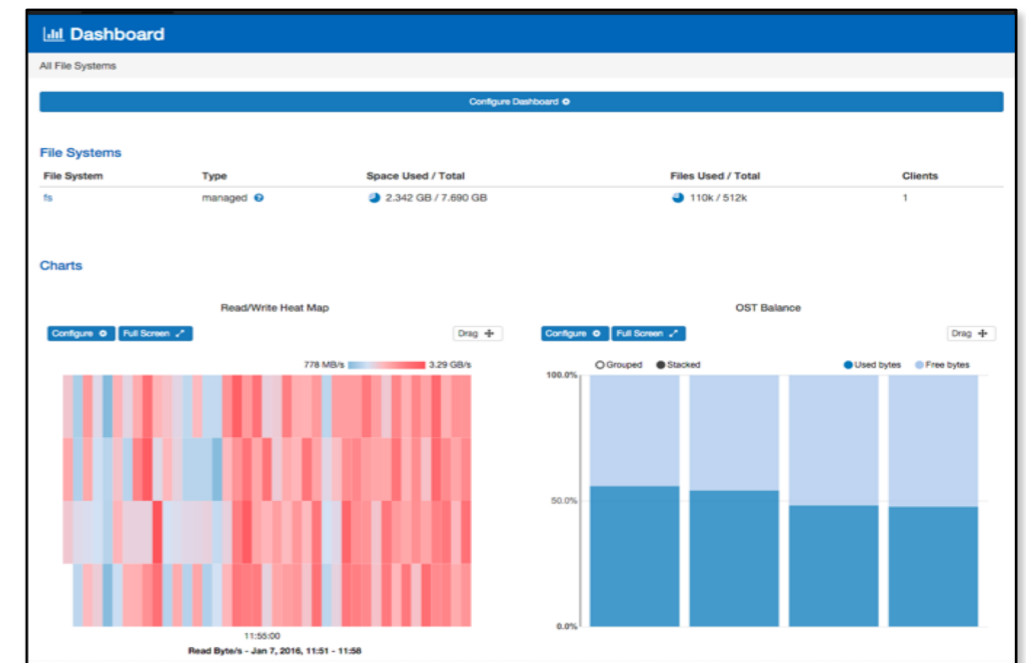 Dashboard
All File Systems
Configure Dashboard
File Systems
File System Type Space Used / Total Files Used / Total Clients
fs managed 2.342 GB / 7.690 GB 110k / 512k 1
Charts
Read/Write Heat Map
Configure Full Screen Drag
778 MB/s 3.29 GB/s
11:55:00
Read Byte/s - Jan 7, 2016, 11:51 - 11:58
OST Balance
Configure Full Screen Drag
Grouped Stacked Used bytes Free bytes
100.0%
50.0%
0.0%